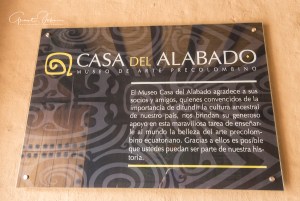 CASA DEL ALABADO
MUSEO DE ARTE PRECOLOMBINO
El Museo Casa del Alabado agradece a sus
socios y amigos, quienes convencidos de la
importancia de difundir la cultura ancestral
de nuestro país, nos brindan su generoso
apoyo en esta maravillosa tarea de enseñar-
le al mundo la belleza del arte precolom-
bino ecuatoriano. Gracias a ellos es posible
que ustedes puedan ser parte de nuestra his-
toria.